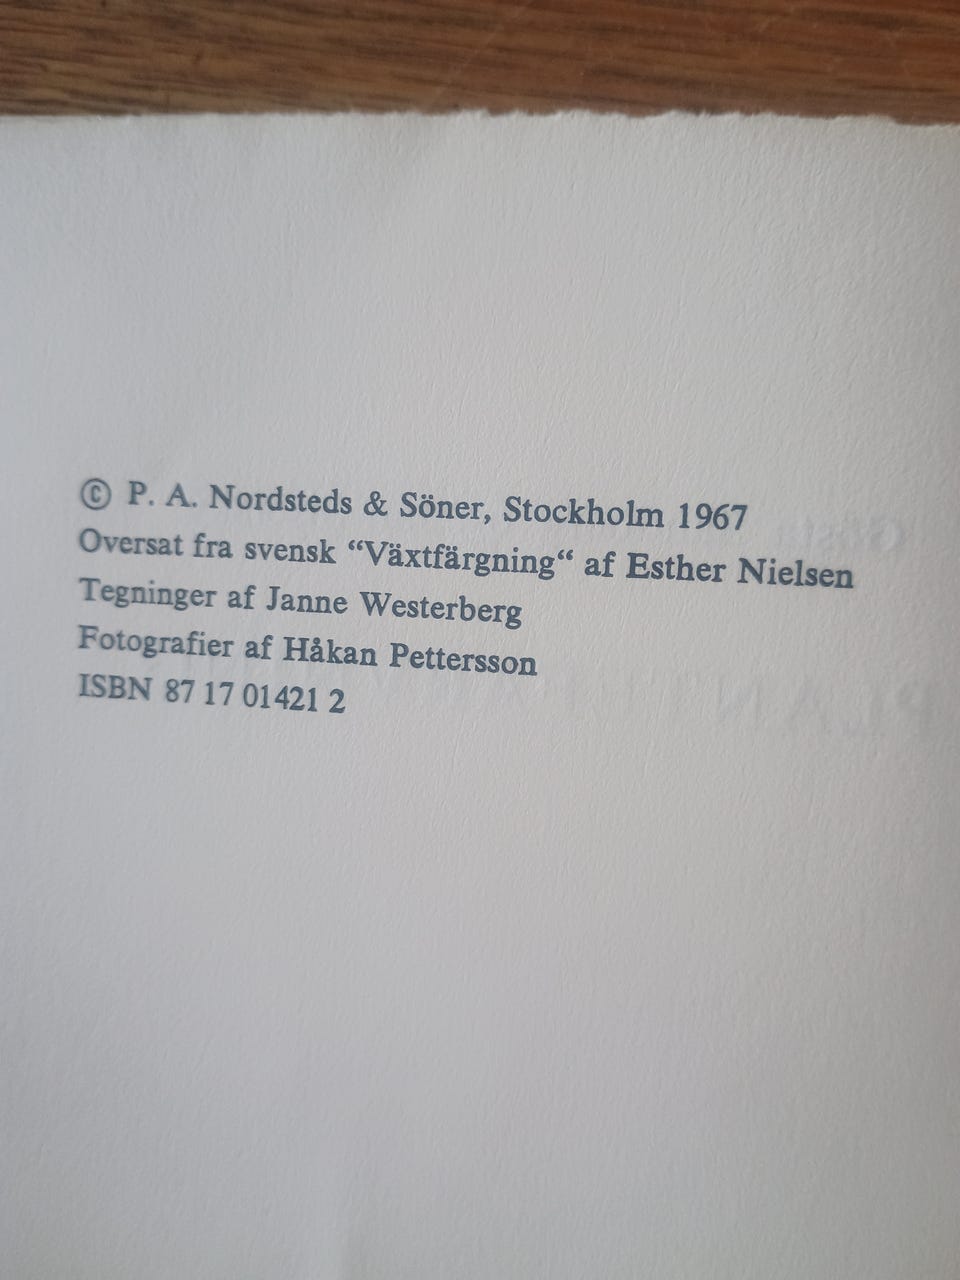 © P. A. Nordsteds & Söner, Stockholm 1967
Oversat fra svensk “Växtfärgning“ af Esther Nielsen
Tegninger af Janne Westerberg
Fotografier af Håkan Pettersson
ISBN 87 17 01421 2